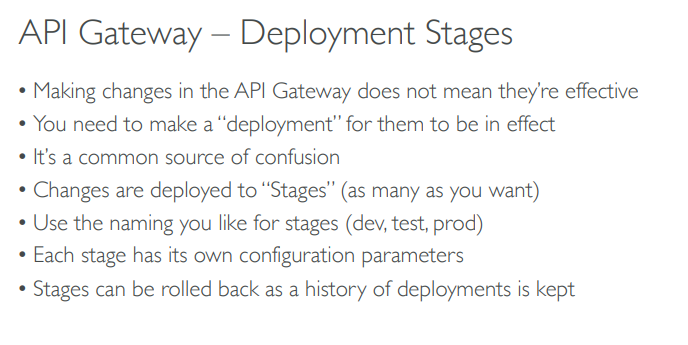 API Gateway – Deployment Stages
• Making changes in the API Gateway does not mean they’re effective
• You need to make a “deployment” for them to be in effect
• It’s a common source of confusion
• Changes are deployed to “Stages” (as many as you want)
• Use the naming you like for stages (dev, test, prod)
• Each stage has its own configuration parameters
• Stages can be rolled back as a history of deployments is kept